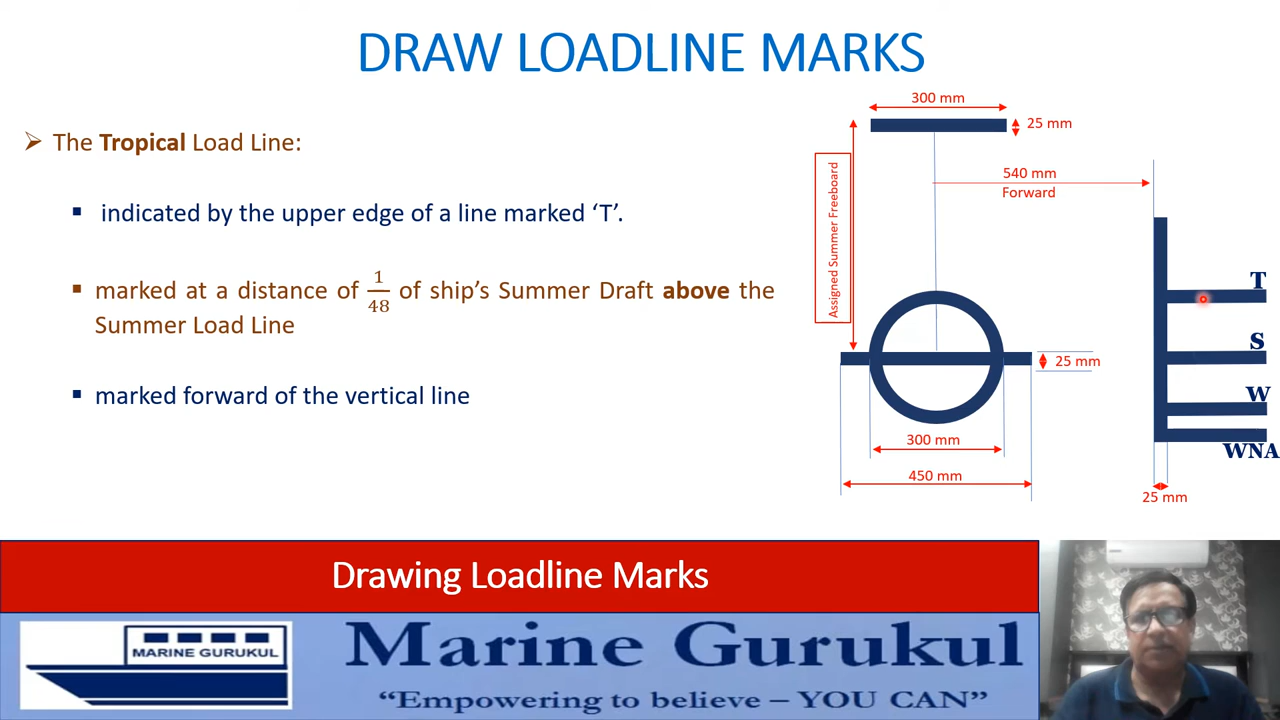 DRAW LOADLINE MARKS
➢ The Tropical Load Line:
▪ indicated by the upper edge of a line marked ‘T’.
▪ marked at a distance of 1/48 of ship’s Summer Draft above the
Summer Load Line
▪ marked forward of the vertical line
300 mm
25 mm
540 mm
Forward
Assigned Summer Freeboard
T
S
25 mm
W
300 mm
WNA
450 mm
25 mm
Drawing Loadline Marks
MARINE GURUKUL
Marine Gurukul
“Empowering to believe – YOU CAN”